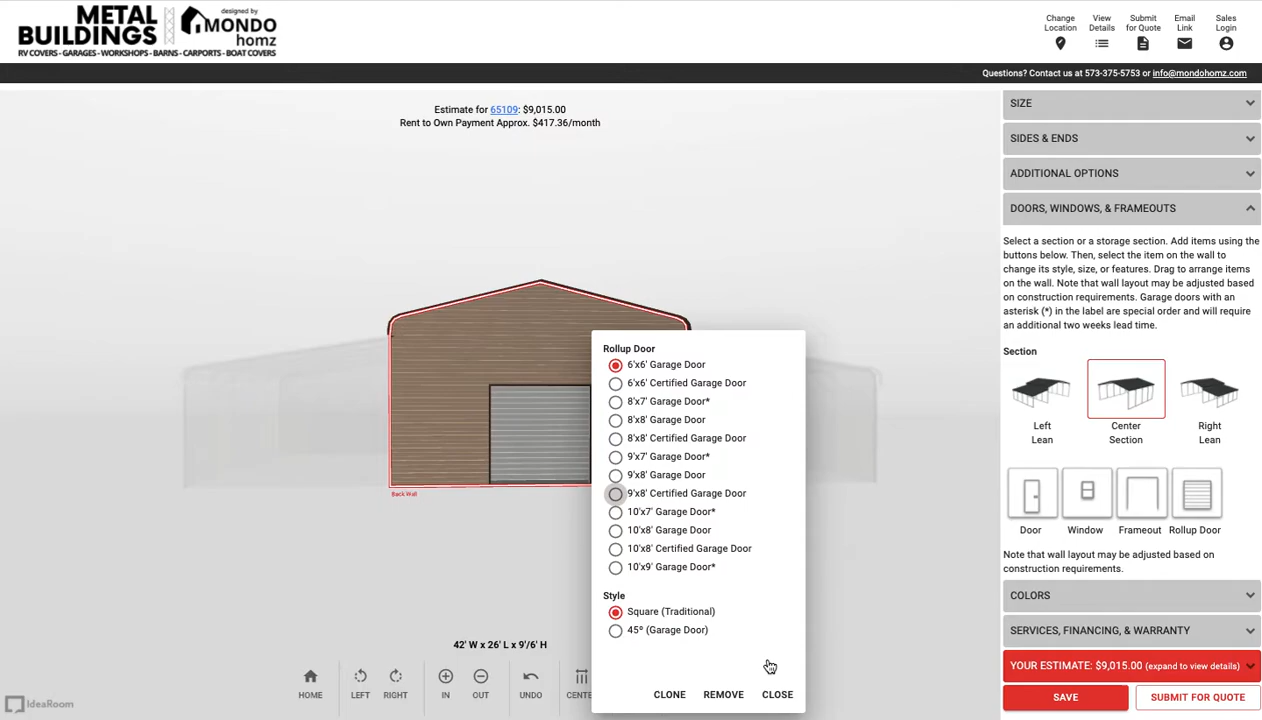 METAL
BUILDINGS
designed by
MONDO
homz
RV COVERS - GARAGES - WORKSHOPS - BARNS - CARPORTS - BOAT COVERS
Change
Location
View
Details
Submit
for Quote
Email
Link
Sales
Login
Questions? Contact us at 573-375-5753 or info@mondohomz.com
Estimate for 65109: $9,015.00
Rent to Own Payment Approx. $417.36/month
Back Wall
42' W x 26' L x 9'/6' H
HOME
LEFT
RIGHT
IN
OUT
UNDO
CENTE
IdeaRoom
Rollup Door
6'x6' Garage Door
6'x6' Certified Garage Door
8'x7' Garage Door*
8'x8' Garage Door
8'x8' Certified Garage Door
9'x7' Garage Door*
9'x8' Garage Door
9'x8' Certified Garage Door
10'x7' Garage Door*
10'x8' Garage Door
10'x8' Certified Garage Door
10'x9' Garage Door*
Style
Square (Traditional)
45º (Garage Door)
CLONE
REMOVE
CLOSE
SIZE
SIDES & ENDS
ADDITIONAL OPTIONS
DOORS, WINDOWS, & FRAMEOUTS
Select a section or a storage section. Add items using the
buttons below. Then, select the item on the wall to
change its style, size, or features. Drag to arrange items
on the wall. Note that wall layout may be adjusted based
on construction requirements. Garage doors with an
asterisk (*) in the label are special order and will require
an additional two weeks lead time.
Section
Left
Lean
Center
Section
Right
Lean
Door
Window
Frameout
Rollup Door
Note that wall layout may be adjusted based on
construction requirements.
COLORS
SERVICES, FINANCING, & WARRANTY
YOUR ESTIMATE: $9,015.00 (expand to view details)
SAVE
SUBMIT FOR QUOTE